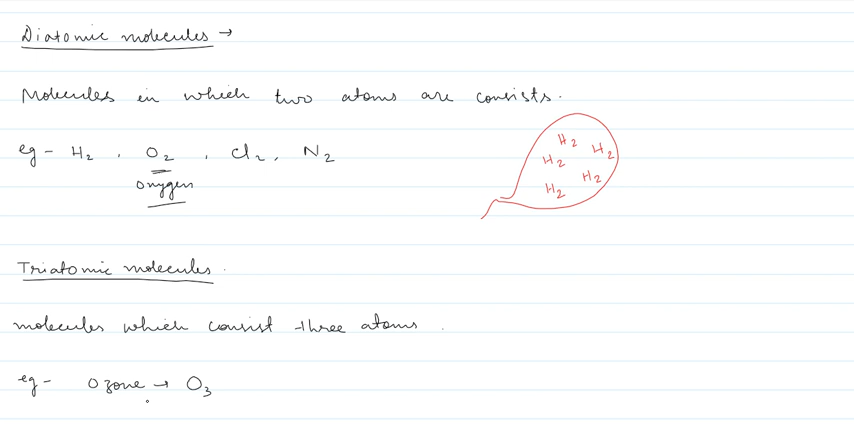 Diatomic molecules →
Molecules in which two atoms are consists.
eg - H2 , O2 , Cl2, N2
Oxygen
H2
H2 H2
H2 H2
Triatomic molecules.
molecules which consist three atoms .
eg - Ozone → O3